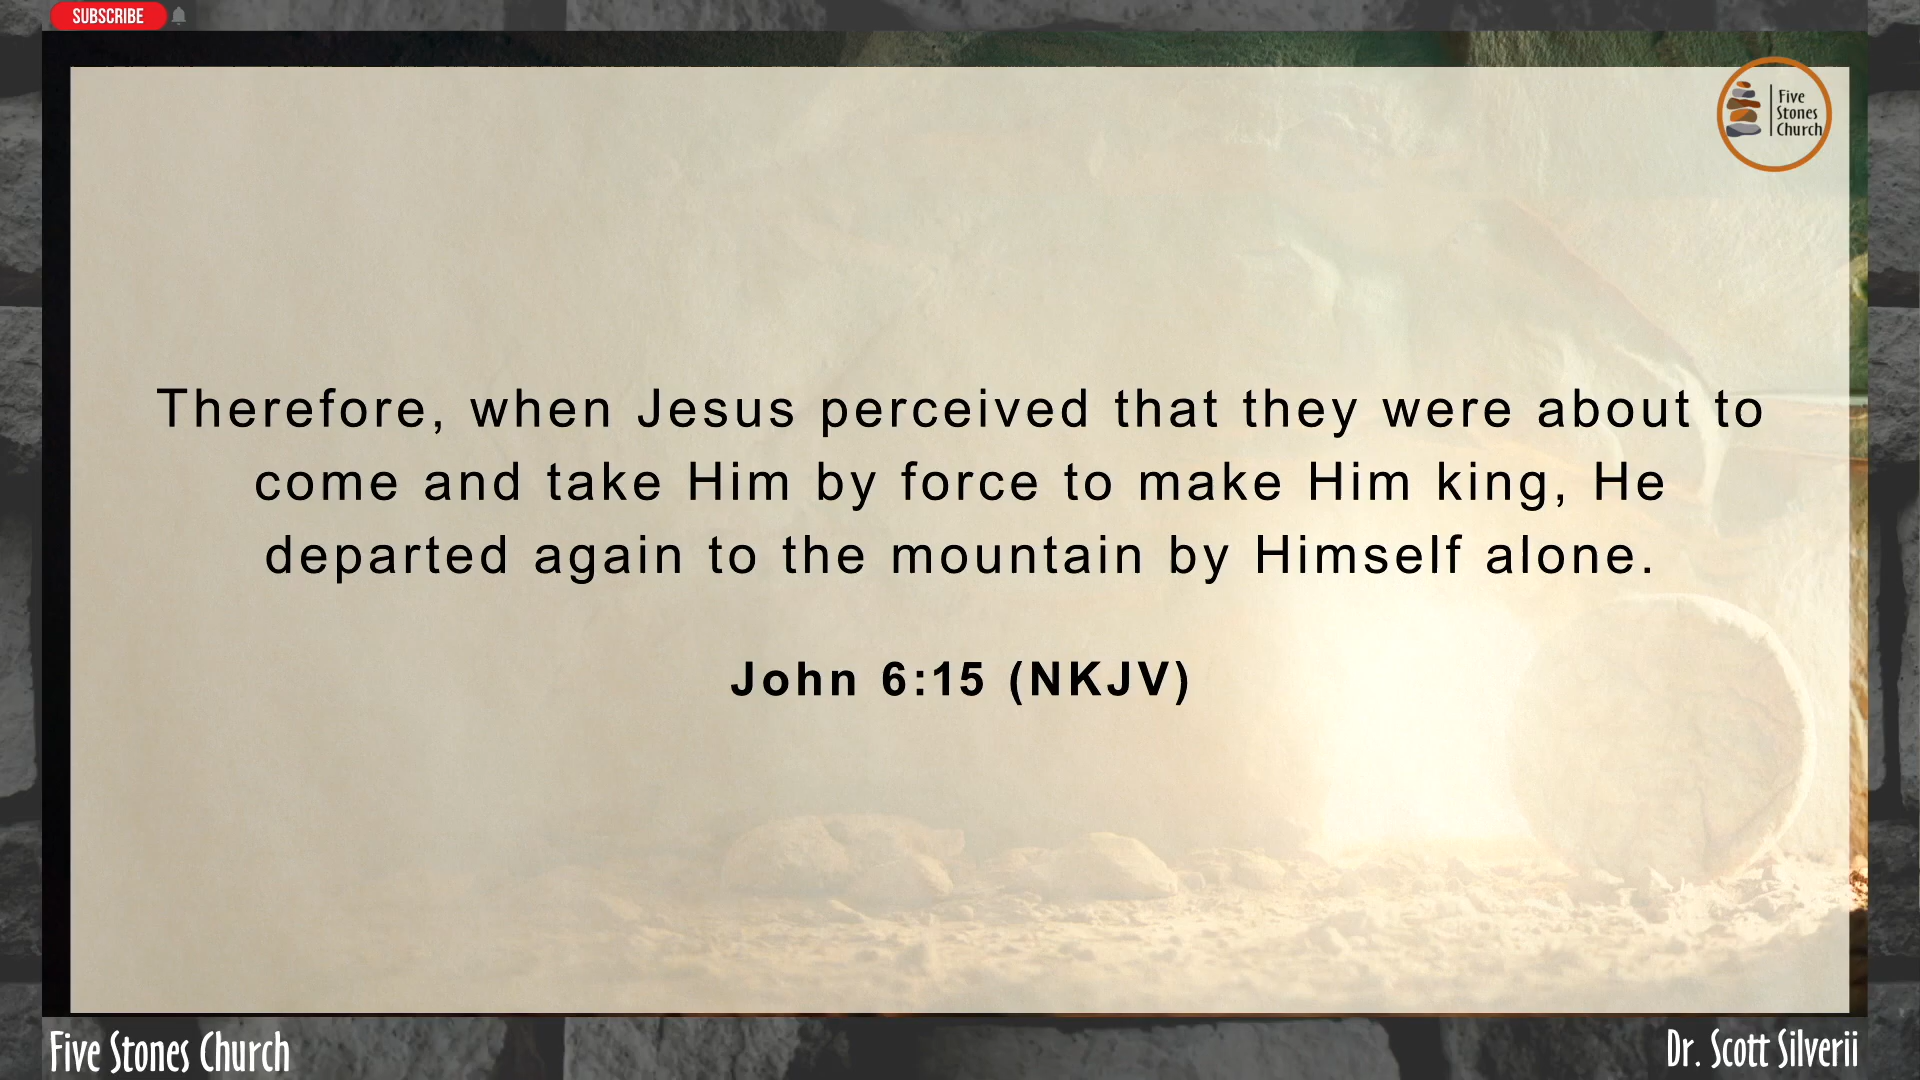 SUBSCRIBE
Five
Stones
Church
Therefore, when Jesus perceived that they were about to
come and take Him by force to make Him king, He
departed again to the mountain by Himself alone.
John 6:15 (NKJV)
Five Stones Church
Dr. Scott Silverii